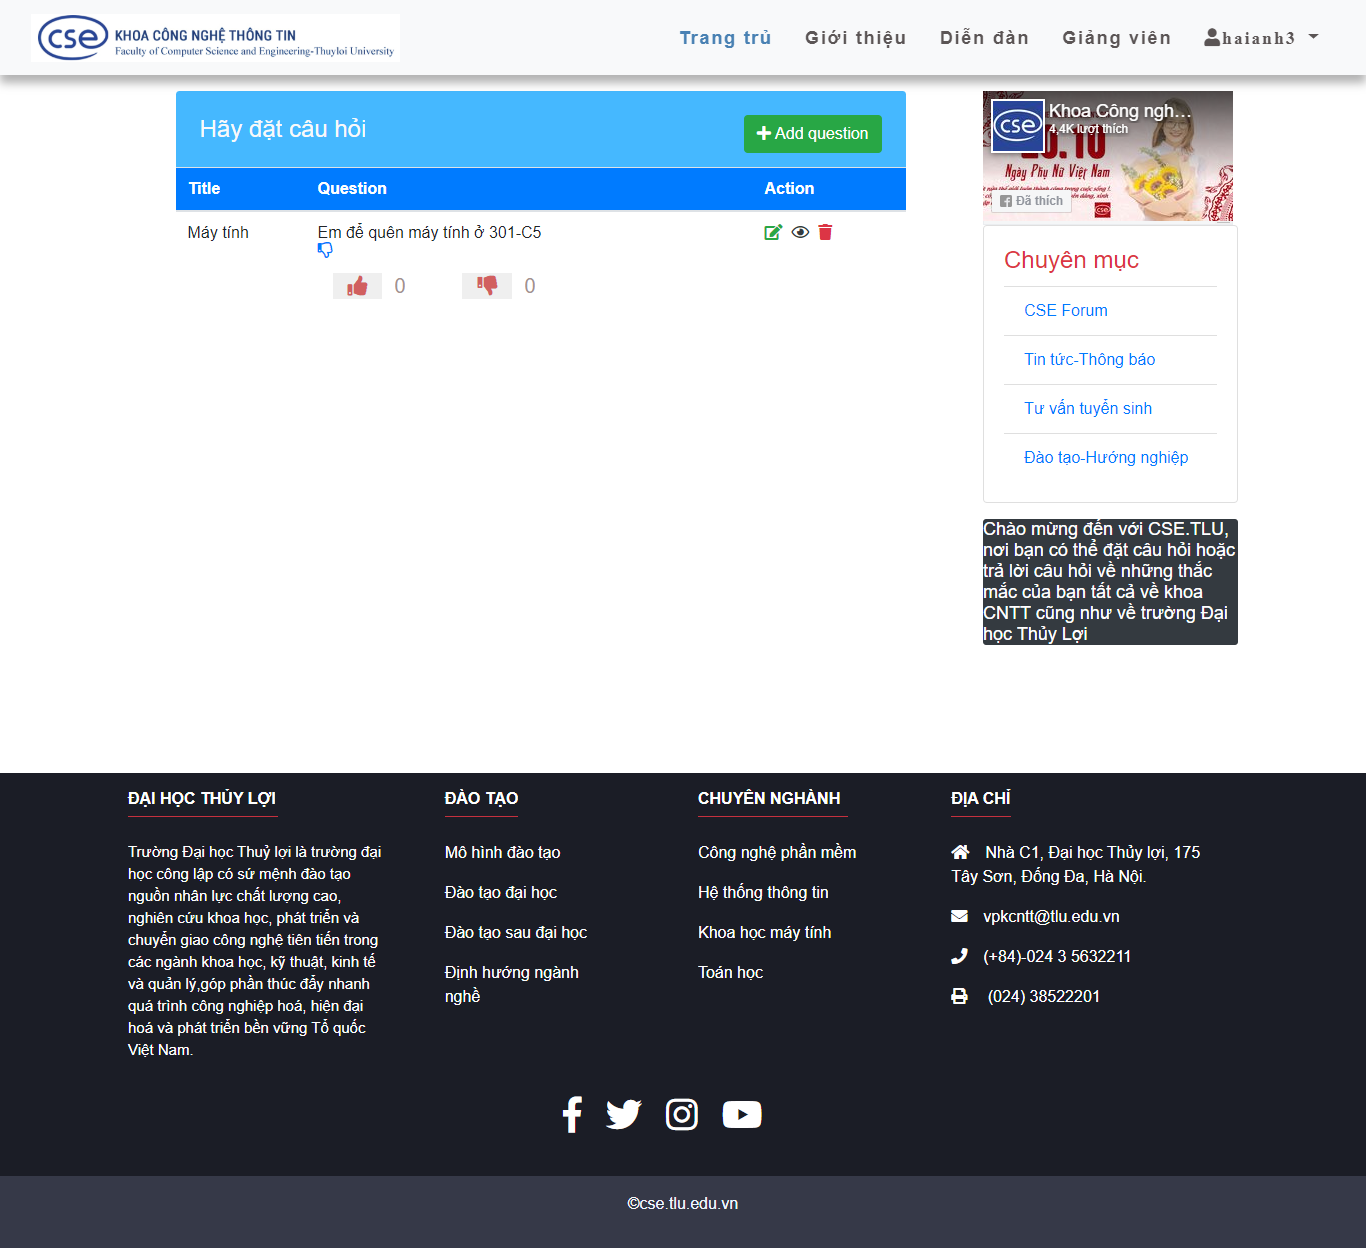 cse KHOA CÔNG NGHỆ THÔNG TIN
Faculty of Computer Science and Engineering-Thuyloi University
Trang trủ Giới thiệu Diễn đàn Giảng viên haianh3
Hãy đặt câu hỏi
Add question
Title Question Action
Máy tính Em để quên máy tính ở 301-C5
0 0
cse
Khoa Công ngh...
4,4K lượt thích
20.10
Ngày Phụ Nữ Việt Nam
Đã thích
cse
Chuyên mục
CSE Forum
Tin tức-Thông báo
Tư vấn tuyển sinh
Đào tạo-Hướng nghiệp
Chào mừng đến với CSE.TLU,
nơi bạn có thể đặt câu hỏi hoặc
trả lời câu hỏi về những thắc
mắc của bạn tất cả về khoa
CNTT cũng như về trường Đại
học Thủy Lợi
ĐẠI HỌC THỦY LỢI
Trường Đại học Thuỷ lợi là trường đại
học công lập có sứ mệnh đào tạo
nguồn nhân lực chất lượng cao,
nghiên cứu khoa học, phát triển và
chuyển giao công nghệ tiên tiến trong
các ngành khoa học, kỹ thuật, kinh tế
và quản lý,góp phần thúc đẩy nhanh
quá trình công nghiệp hoá, hiện đại
hoá và phát triển bền vững Tổ quốc
Việt Nam.
ĐÀO TẠO
Mô hình đào tạo
Đào tạo đại học
Đào tạo sau đại học
Định hướng ngành
nghề
CHUYÊN NGHÀNH
Công nghệ phần mềm
Hệ thống thông tin
Khoa học máy tính
Toán học
ĐỊA CHỈ
Nhà C1, Đại học Thủy lợi, 175
Tây Sơn, Đống Đa, Hà Nội.
vpkcntt@tlu.edu.vn
(+84)-024 3 5632211
(024) 38522201
©cse.tlu.edu.vn